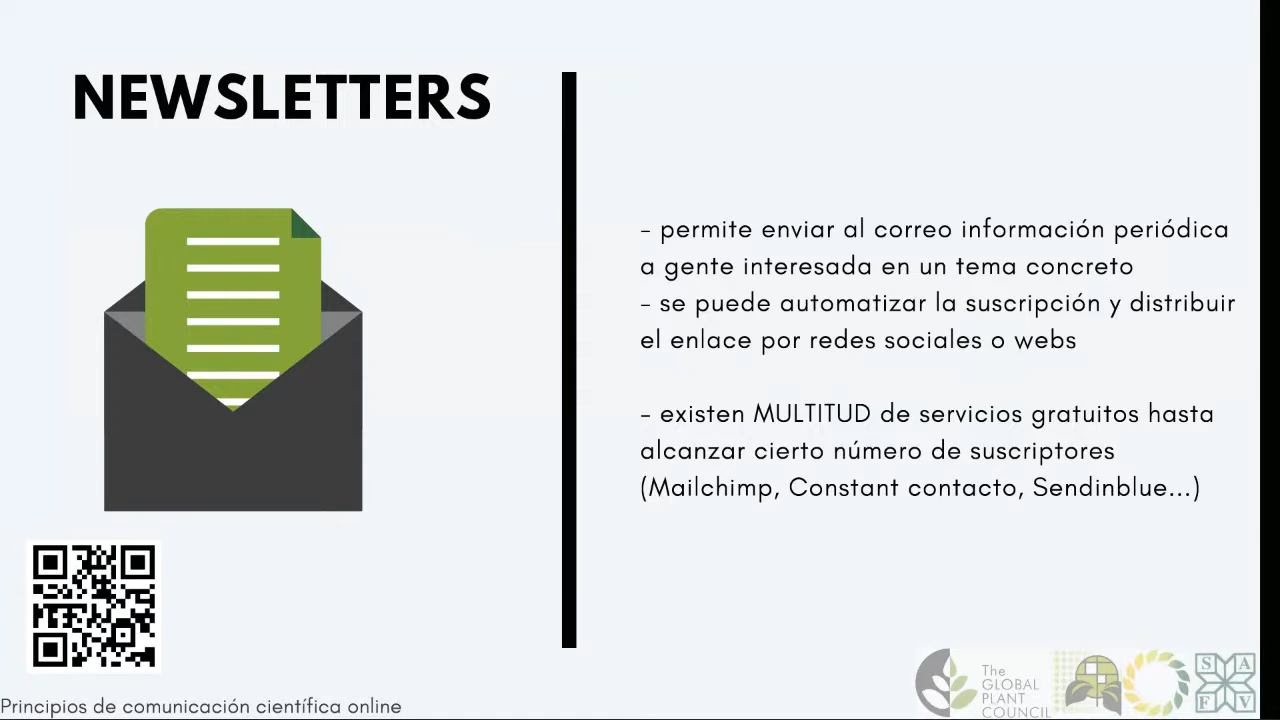 NEWSLETTERS
- permite enviar al correo información periódica
a gente interesada en un tema concreto
- se puede automatizar la suscripción y distribuir
el enlace por redes sociales o webs
- existen MULTITUD de servicios gratuitos hasta
alcanzar cierto número de suscriptores
(Mailchimp, Constant contacto, Sendinblue...)
Principios de comunicación científica online
The
GLOBAL
PLANT
COUNCIL
S A
F V